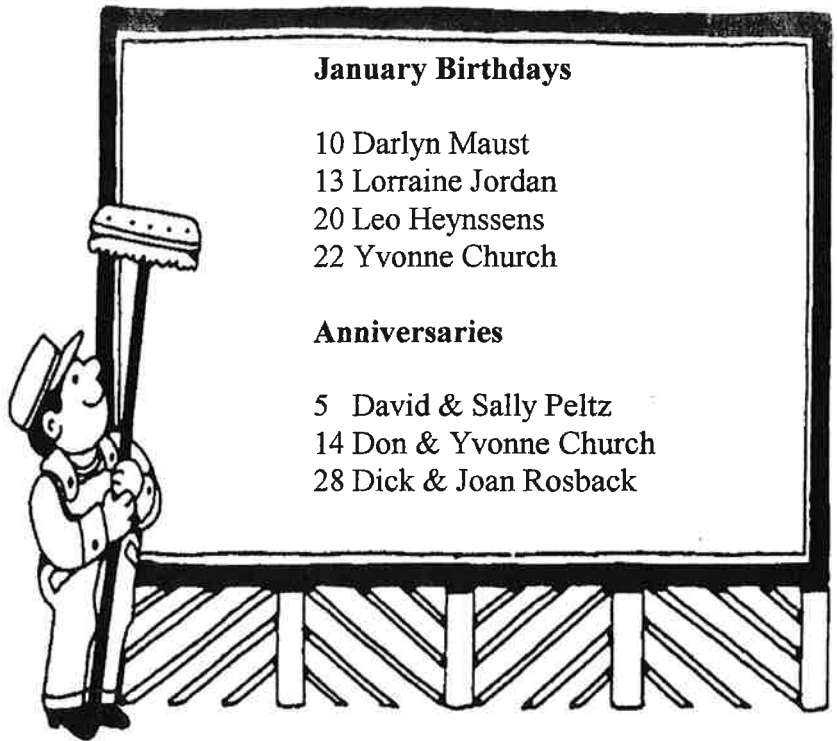 January Birthdays
10 Darlyn Maust
13 Lorraine Jordan
20 Leo Heynssens
22 Yvonne Church
Anniversaries
5 David & Sally Peltz
14 Don & Yvonne Church
28 Dick & Joan Rosback